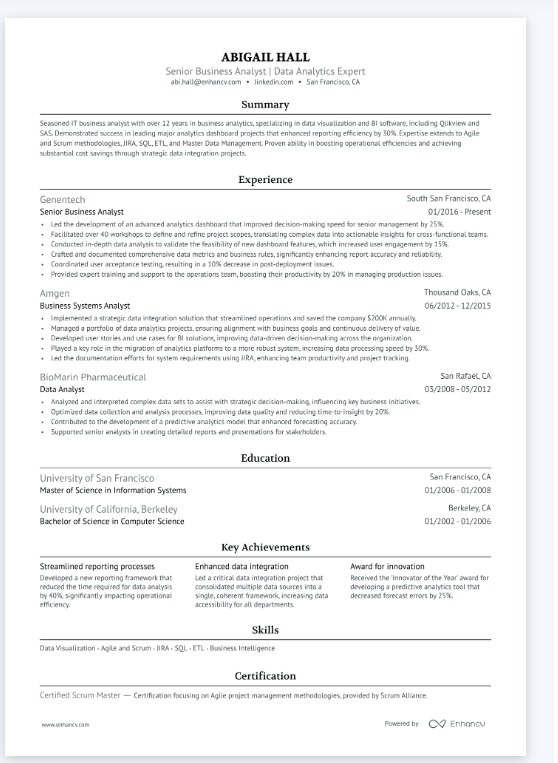 ABIGAIL HALL
Senior Business Analyst | Data Analytics Expert
abi.hall@enhancv.com • linkedin.com • San Francisco, CA
Summary
Seasoned IT business analyst with over 12 years in business analytics, specializing in data visualization and BI software, including Qlikview and
SAS. Demonstrated success in leading major analytics dashboard projects that enhanced reporting efficiency by 30%. Expertise extends to Agile
and Scrum methodologies, JIRA, SQL, ETL, and Master Data Management. Proven ability in boosting operational efficiencies and achieving
substantial cost savings through strategic data integration projects.
Experience
Genentech South San Francisco, CA
Senior Business Analyst 01/2016 - Present
• Led the development of an advanced analytics dashboard that improved decision-making speed for senior management by 25%.
• Facilitated over 40 workshops to define and refine project scopes, translating complex data into actionable insights for cross-functional teams.
• Conducted in-depth data analysis to validate the feasibility of new dashboard features, which increased user engagement by 15%.
• Crafted and documented comprehensive data metrics and business rules, significantly enhancing report accuracy and reliability.
• Coordinated user acceptance testing, resulting in a 10% decrease in post-deployment issues.
• Provided expert training and support to the operations team, boosting their productivity by 20% in managing production issues.
Amgen Thousand Oaks, CA
Business Systems Analyst 06/2012 - 12/2015
• Implemented a strategic data integration solution that streamlined operations and saved the company $200K annually.
• Managed a portfolio of data analytics projects, ensuring alignment with business goals and continuous delivery of value.
• Developed user stories and use cases for BI solutions, improving data-driven decision-making across the organization.
• Played a key role in the migration of analytics platforms to a more robust system, increasing data processing speed by 30%.
• Led the documentation efforts for system requirements using JIRA, enhancing team productivity and project tracking.
BioMarin Pharmaceutical San Rafael, CA
Data Analyst 03/2008 - 05/2012
• Analyzed and interpreted complex data sets to assist with strategic decision-making, influencing key business initiatives.
• Optimized data collection and analysis processes, improving data quality and reducing time-to-insight by 20%.
• Contributed to the development of a predictive analytics model that enhanced forecasting accuracy.
• Supported senior analysts in creating detailed reports and presentations for stakeholders.
Education
University of San Francisco San Francisco, CA
Master of Science in Information Systems 01/2006 - 01/2008
University of California, Berkeley Berkeley, CA
Bachelor of Science in Computer Science 01/2002 - 01/2006
Key Achievements
Streamlined reporting processes
Developed a new reporting framework that
reduced the time required for data analysis
by 40%, significantly impacting operational
efficiency.
Enhanced data integration
Led a critical data integration project that
consolidated multiple data sources into a
single, coherent framework, increasing data
accessibility for all departments.
Award for innovation
Received the 'Innovator of the Year' award for
developing a predictive analytics tool that
decreased forecast errors by 25%.
Skills
Data Visualization - Agile and Scrum - JIRA - SQL - ETL - Business Intelligence
Certification
Certified Scrum Master — Certification focusing on Agile project management methodologies, provided by Scrum Alliance.
www.enhancv.com Powered by Enhancv